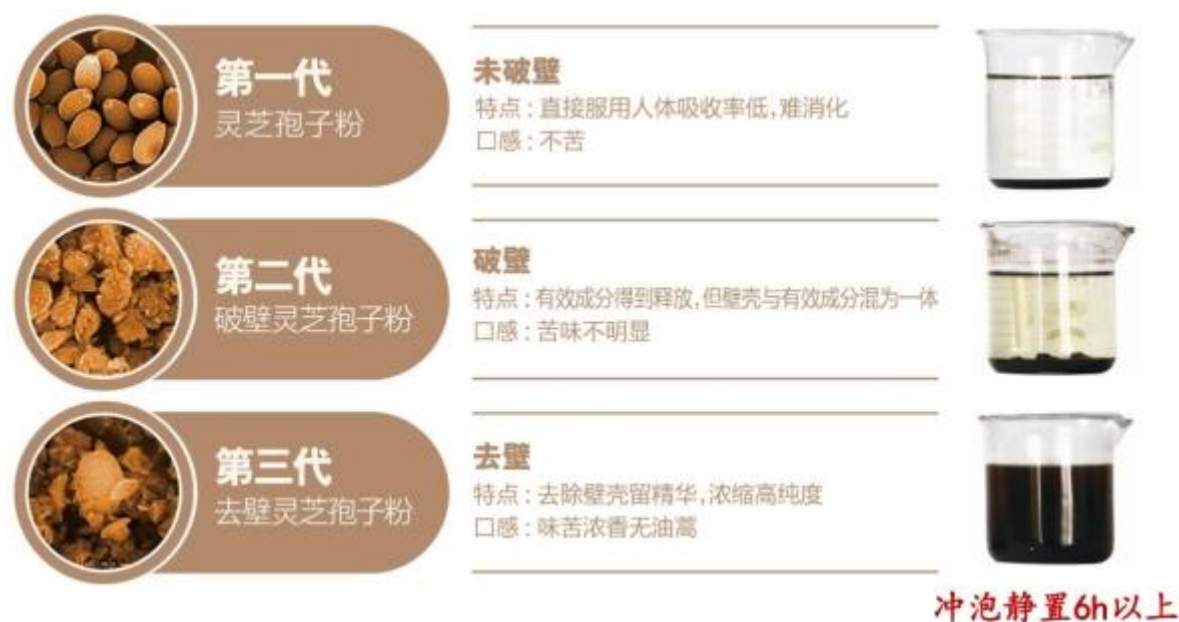 第一代
灵芝孢子粉
未破壁
特点：直接服用人体吸收率低，难消化
口感：不苦
第二代
破壁灵芝孢子粉
破壁
特点：有效成分得到释放，但壁壳与有效成分混为一体
口感：苦味不明显
第三代
去壁灵芝孢子粉
去壁
特点：去除壁壳留精华，浓缩高纯度
口感：味苦浓香无油蒿
冲泡静置6h以上